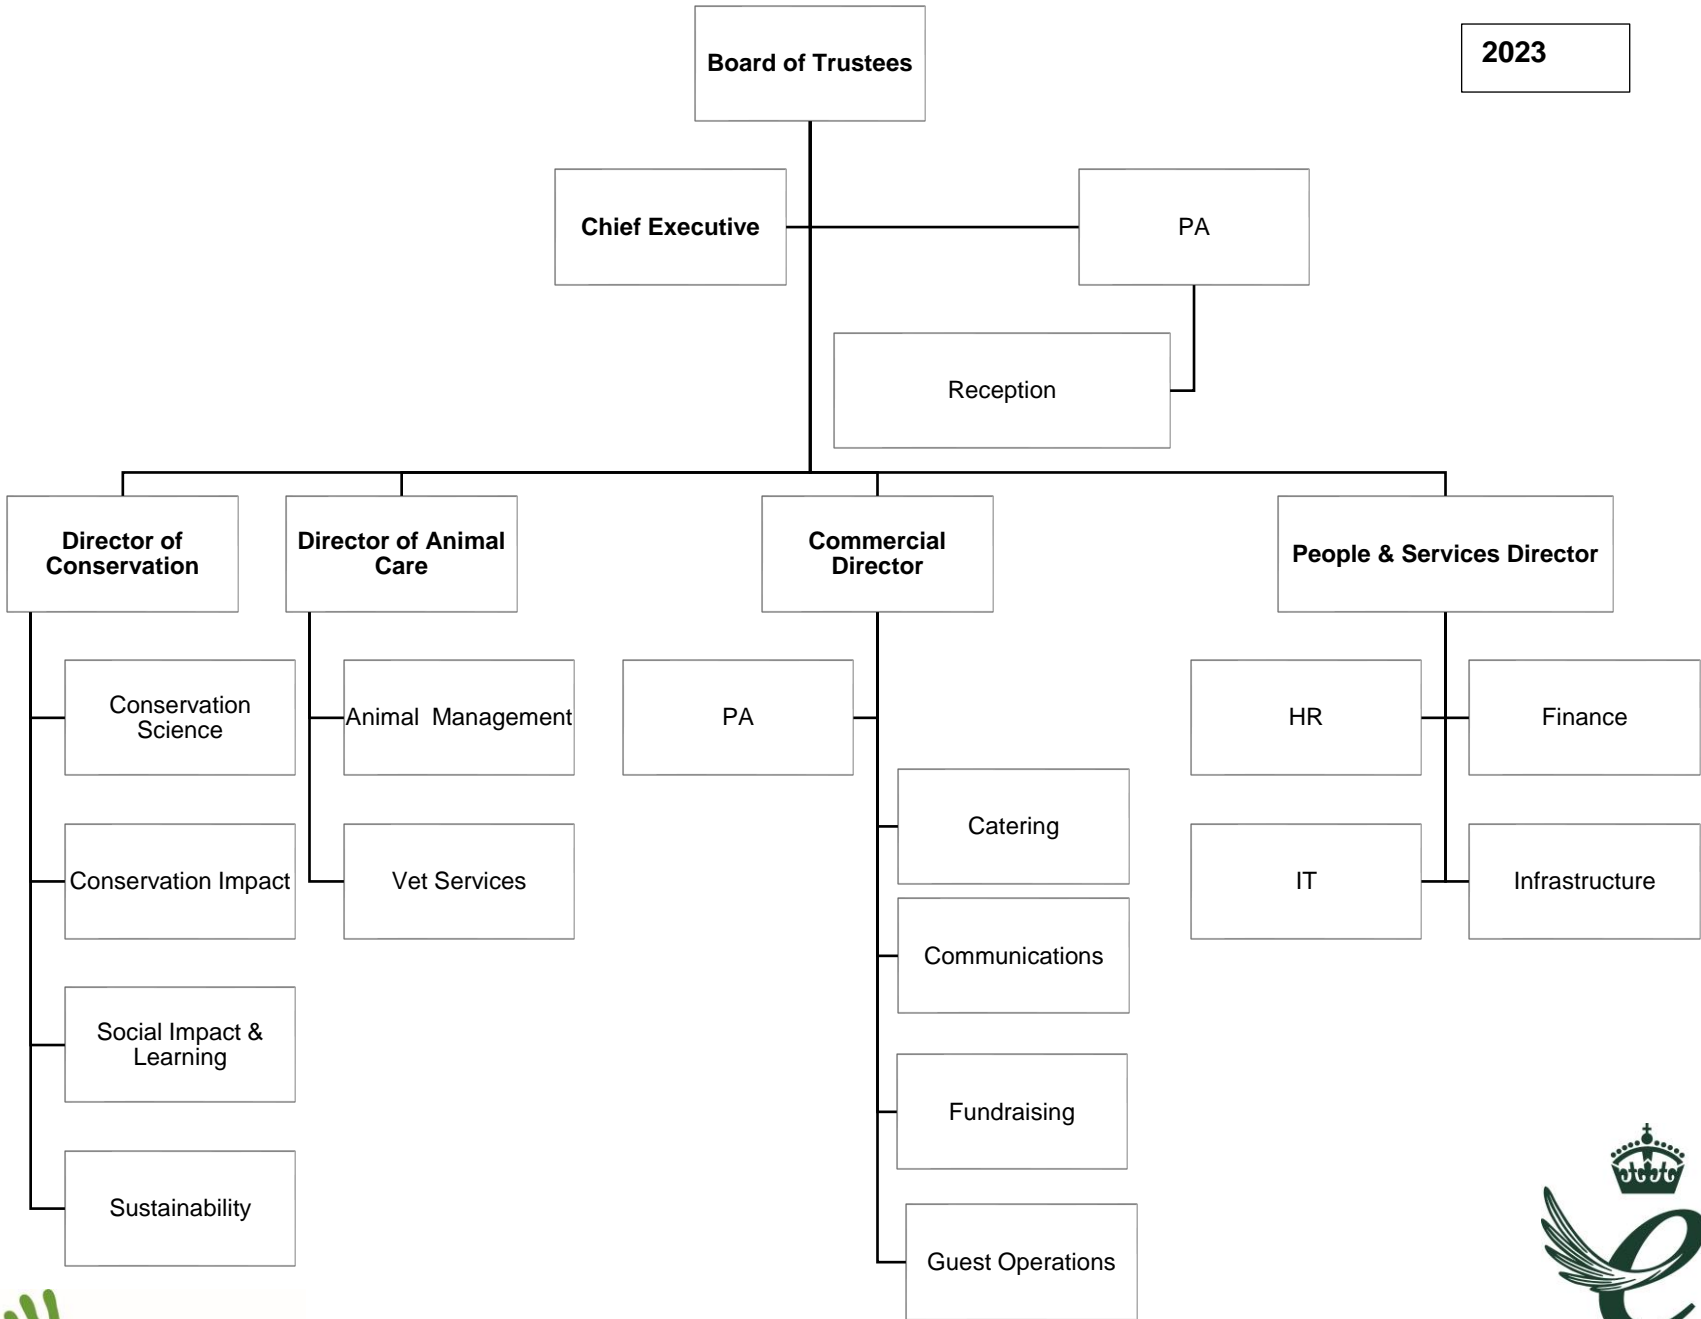 Board of Trustees
2023
Chief Executive
PA
Reception
Director of
Conservation
Director of Animal
Care
Commercial
Director
People & Services Director
Conservation
Science
Animal  Management
PA
HR
Finance
Catering
Conservation Impact
Vet Services
IT
Infrastructure
Communications
Social Impact &
Learning
Fundraising
Sustainability
Guest Operations